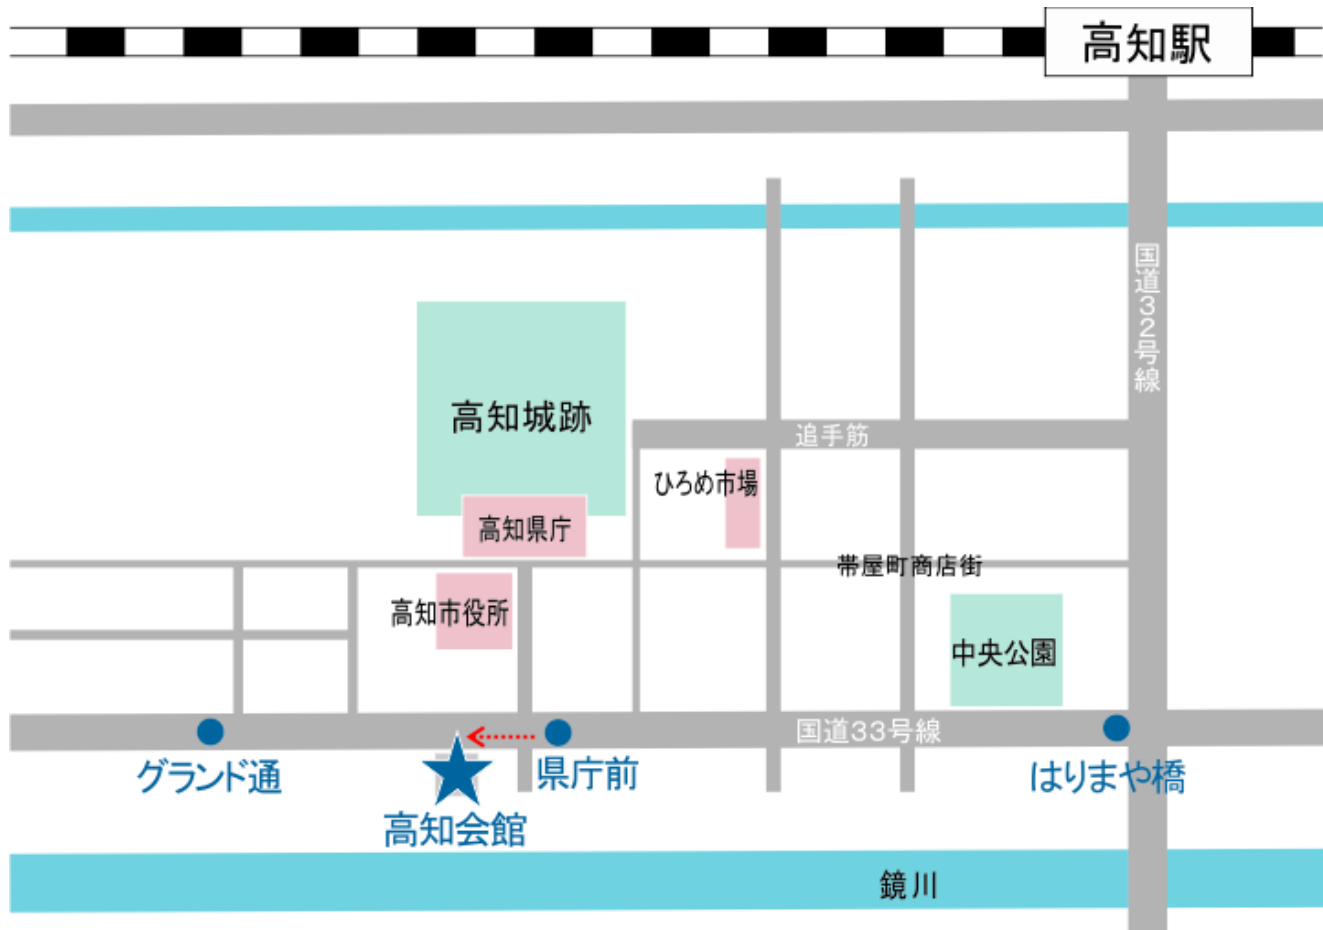 高知駅
国道32号線
高知城跡
追手筋
ひろめ市場
高知県庁
帯屋町商店街
高知市役所
中央公園
国道33号線
グランド通
県庁前
はりまや橋
高知会館
鏡川